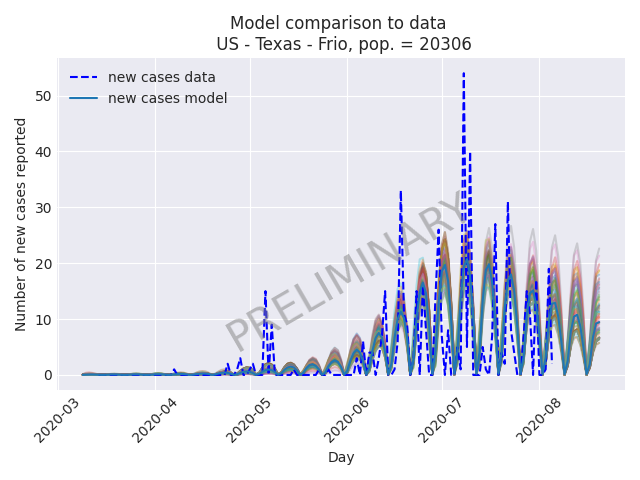 Model comparison to data
US - Texas - Frio, pop. = 20306
new cases data
new cases model
PRELIMINARY
Number of new cases reported
50
40
30
20
10
0
2020-03
2020-04
2020-05
2020-06
2020-07
2020-08
Day